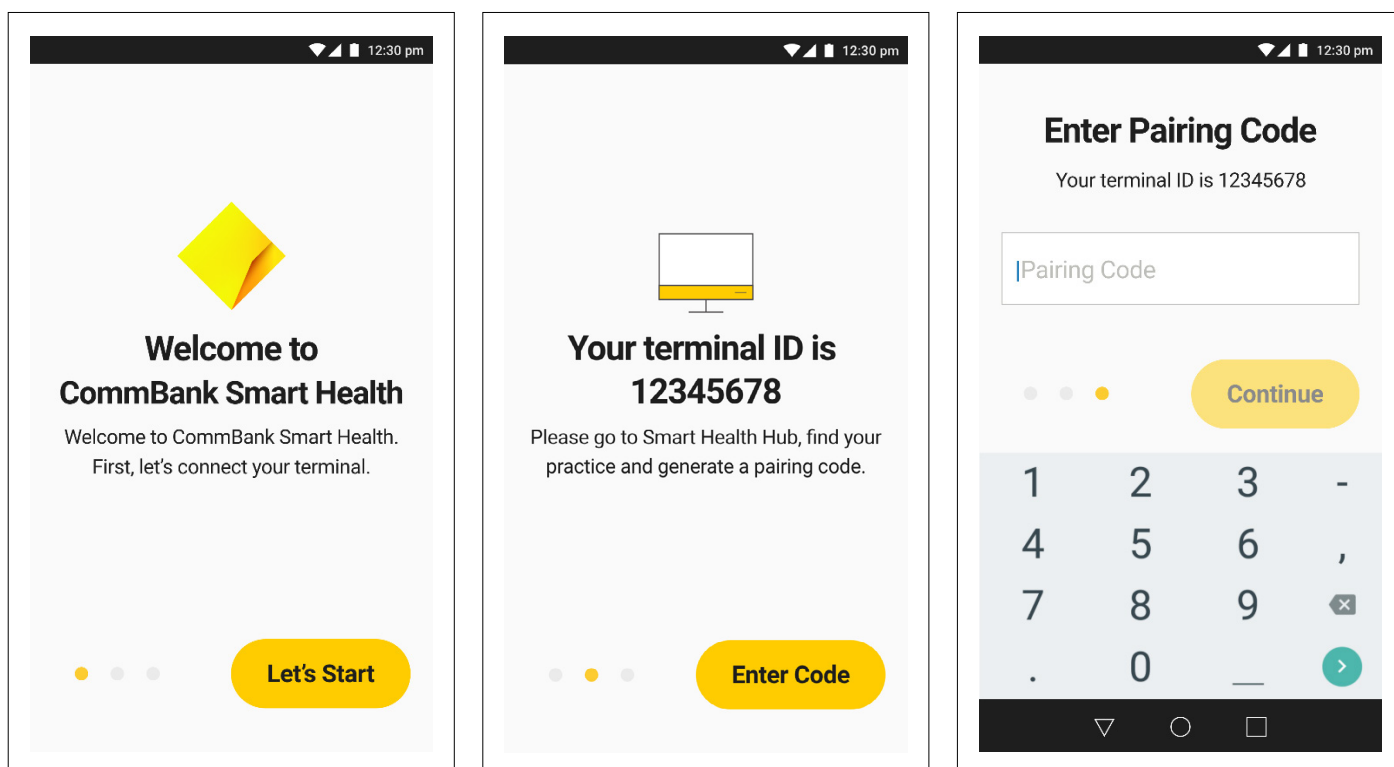 12:30 pm
Welcome to
CommBank Smart Health
Welcome to CommBank Smart Health.
First, let's connect your terminal.
Let's Start
12:30 pm
Your terminal ID is
12345678
Please go to Smart Health Hub, find your
practice and generate a pairing code.
Enter Code
12:30 pm
Enter Pairing Code
Your terminal ID is 12345678
Pairing Code
Continue
1 2 3 -
4 5 6 ,
7 8 9
. 0 _